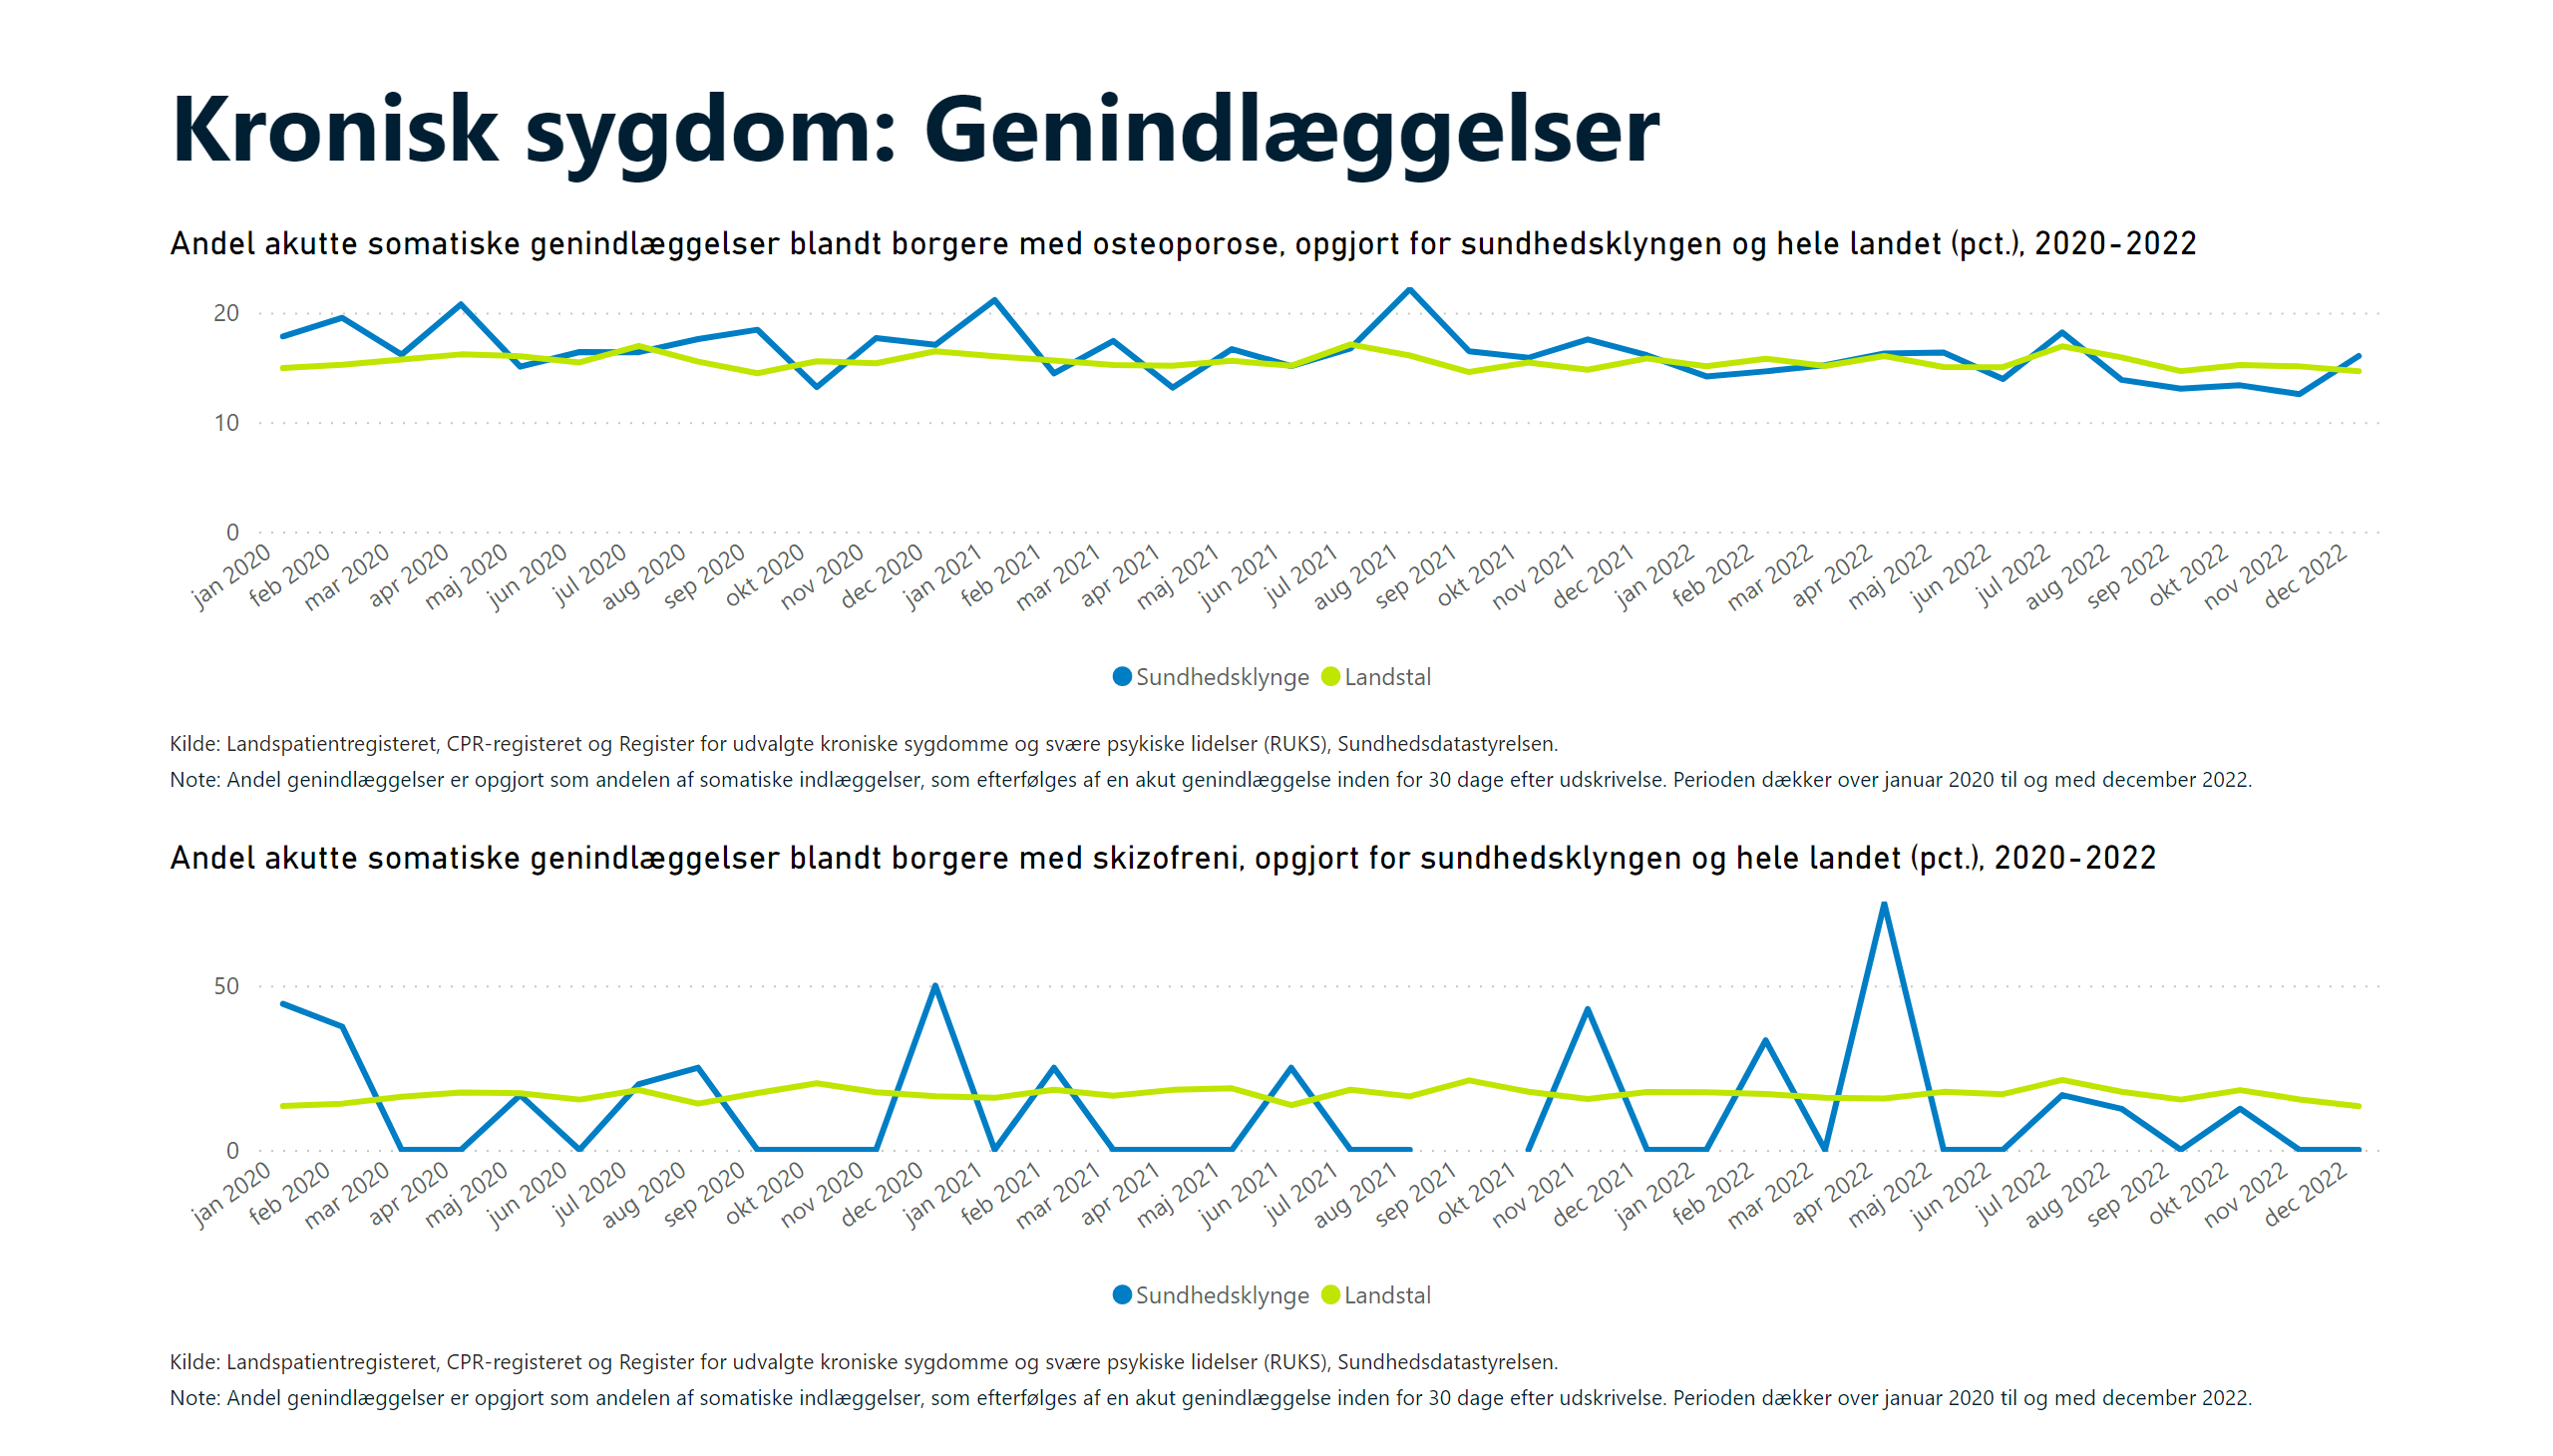 Kronisk sygdom: Genindlæggelser
Andel akutte somatiske genindlæggelser blandt borgere med osteoporose, opgjort for sundhedsklyngen og hele landet (pct.), 2020-2022
20
10
0
jan 2020 feb 2020 mar 2020 apr 2020 maj 2020 jun 2020 jul 2020 aug 2020 sep 2020 okt 2020 nov 2020 dec 2020 jan 2021 feb 2021 mar 2021 apr 2021 maj 2021 jun 2021 jul 2021 aug 2021 sep 2021 okt 2021 nov 2021 dec 2021 jan 2022 feb 2022 mar 2022 apr 2022 maj 2022 jun 2022 jul 2022 aug 2022 sep 2022 okt 2022 nov 2022 dec 2022
Sundhedsklynge Landstal
Kilde: Landspatientregisteret, CPR-registeret og Register for udvalgte kroniske sygdomme og svære psykiske lidelser (RUKS), Sundhedsdatastyrelsen.
Note: Andel genindlæggelser er opgjort som andelen af somatiske indlæggelser, som efterfølges af en akut genindlæggelse inden for 30 dage efter udskrivelse. Perioden dækker over januar 2020 til og med december 2022.
Andel akutte somatiske genindlæggelser blandt borgere med skizofreni, opgjort for sundhedsklyngen og hele landet (pct.), 2020-2022
50
0
jan 2020 feb 2020 mar 2020 apr 2020 maj 2020 jun 2020 jul 2020 aug 2020 sep 2020 okt 2020 nov 2020 dec 2020 jan 2021 feb 2021 mar 2021 apr 2021 maj 2021 jun 2021 jul 2021 aug 2021 sep 2021 okt 2021 nov 2021 dec 2021 jan 2022 feb 2022 mar 2022 apr 2022 maj 2022 jun 2022 jul 2022 aug 2022 sep 2022 okt 2022 nov 2022 dec 2022
Sundhedsklynge Landstal
Kilde: Landspatientregisteret, CPR-registeret og Register for udvalgte kroniske sygdomme og svære psykiske lidelser (RUKS), Sundhedsdatastyrelsen.
Note: Andel genindlæggelser er opgjort som andelen af somatiske indlæggelser, som efterfølges af en akut genindlæggelse inden for 30 dage efter udskrivelse. Perioden dækker over januar 2020 til og med december 2022.